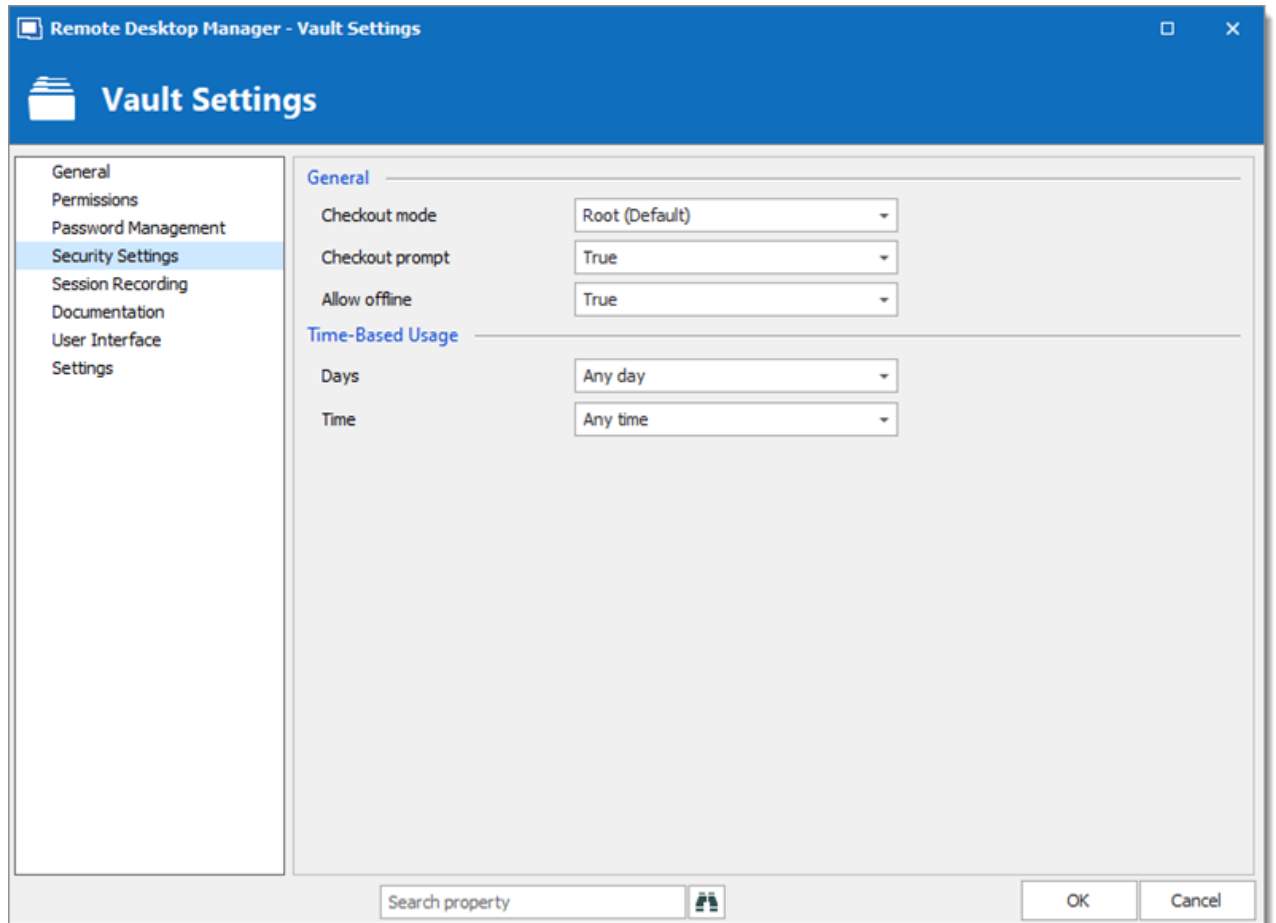 Remote Desktop Manager - Vault Settings
Vault Settings
General
Permissions
Password Management
Security Settings
Session Recording
Documentation
User Interface
Settings
General
Checkout mode Root (Default)
Checkout prompt True
Allow offline True
Time-Based Usage
Days Any day
Time Any time
Search property
OK Cancel